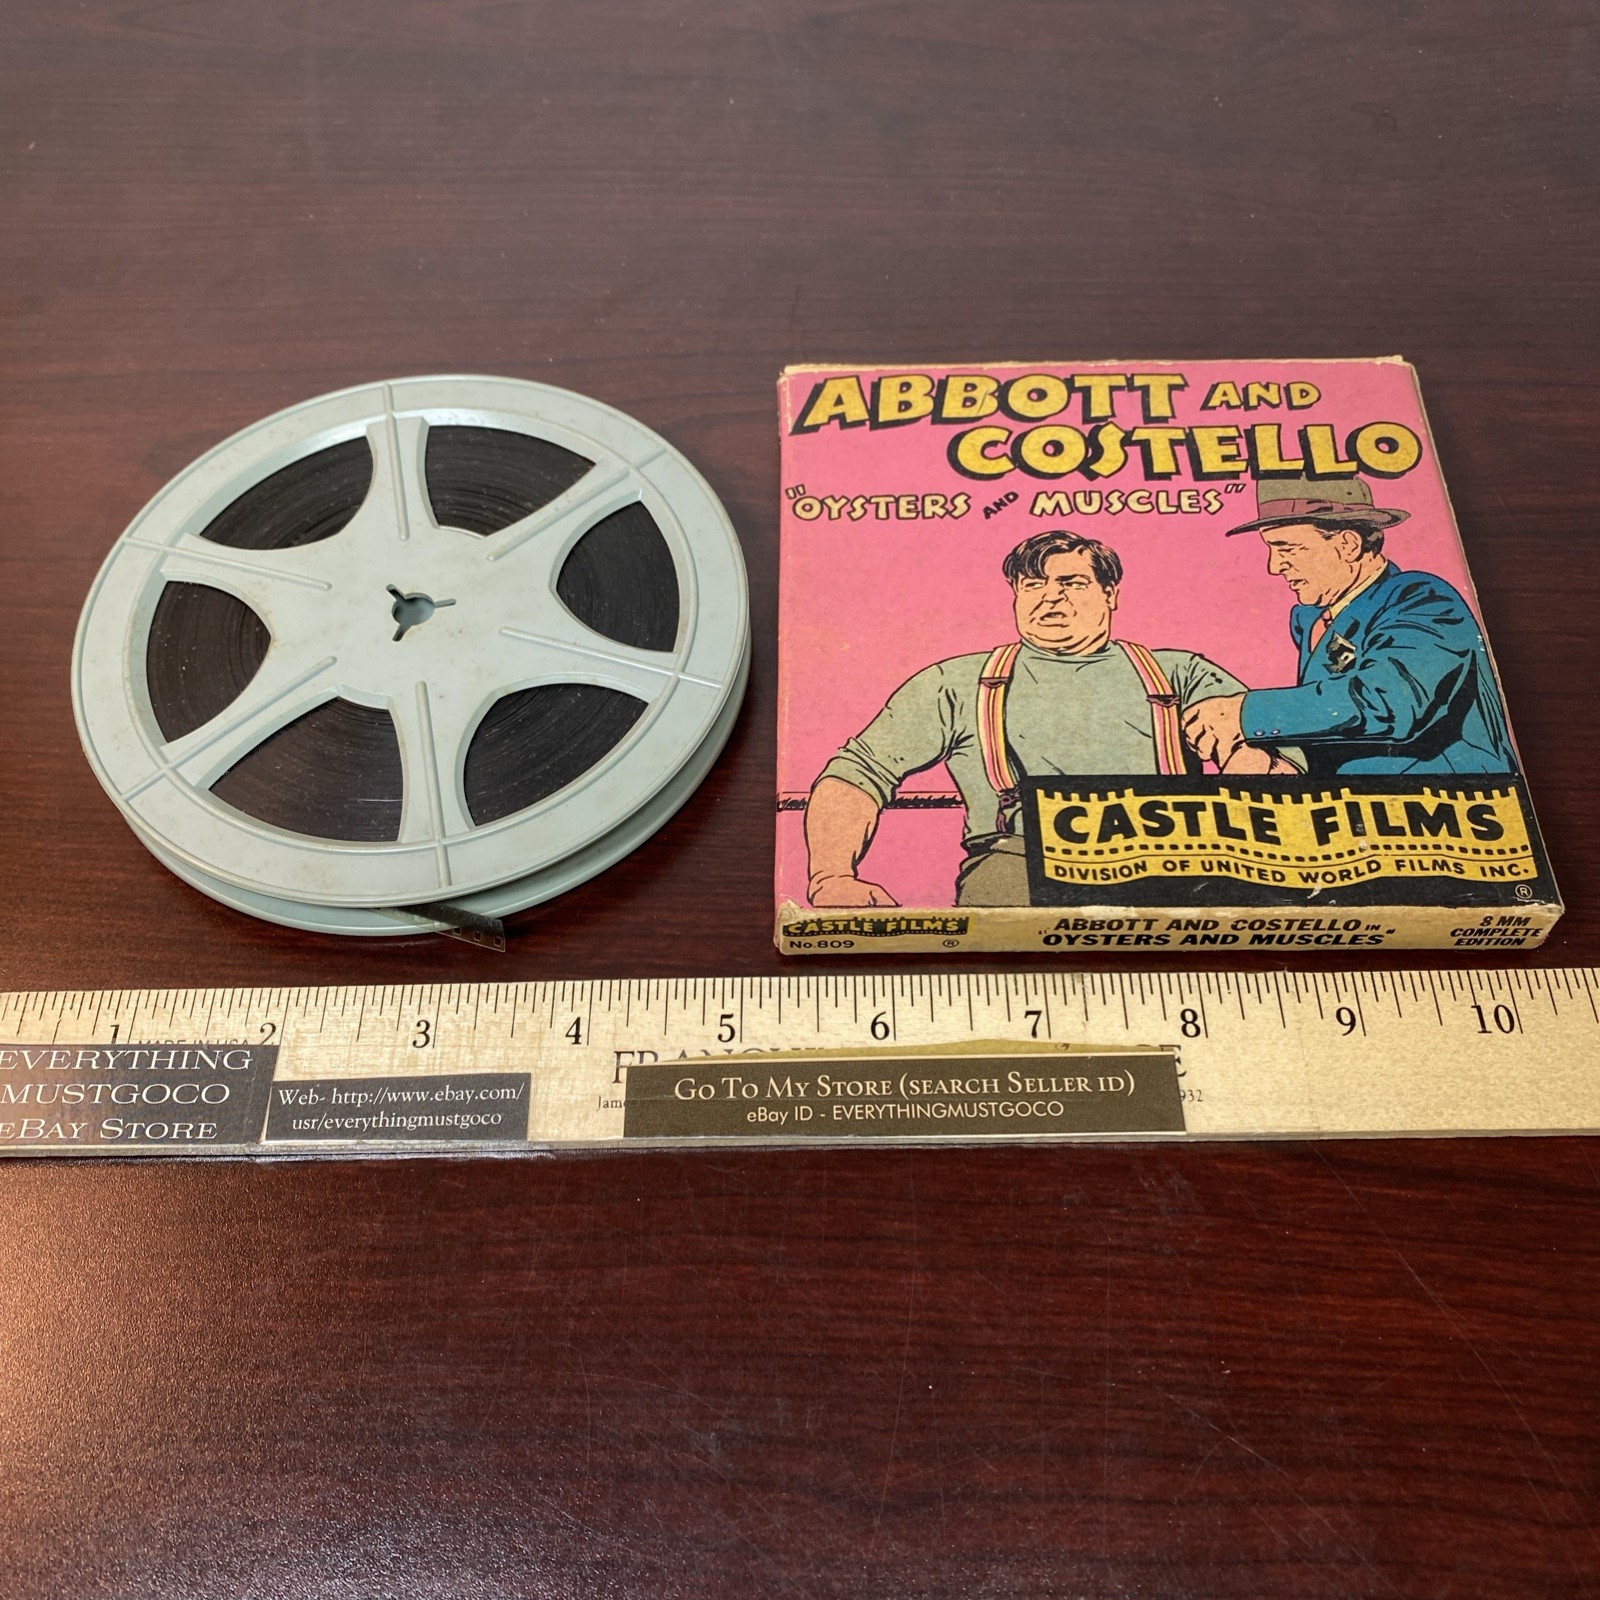 ABBOTT AND
COSTELLO
"OYSTERS AND MUSCLES"
CASTLE FILMS
DIVISION OF UNITED WORLD FILMS INC.
®
CASTLE FILMS
No.809 ®
ABBOTT AND COSTELLO IN
"OYSTERS AND MUSCLES"
8 MM
COMPLETE
EDITION
1 2 3 4 5 6 7 8 9 10
MADE IN USA
EVERYTHING
MUSTGOCO
eBay Store
Web- http://www.ebay.com/
usr/everythingmustgoco
Go To My Store (search Seller ID)
eBay ID - EVERYTHINGMUSTGOCO